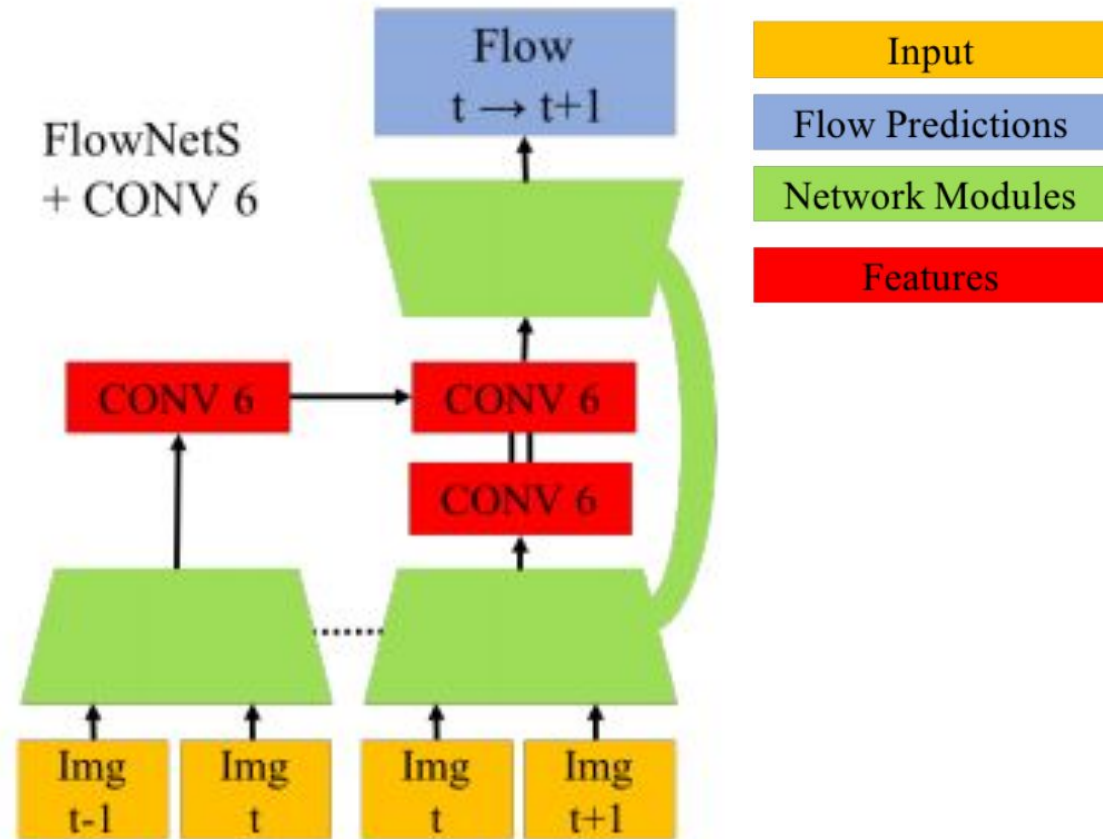 Flow
t → t+1
Input
Flow Predictions
Network Modules
Features
FlowNetS
+ CONV 6
CONV 6
CONV 6
CONV 6
Img
t-1
Img
t
Img
t
Img
t+1